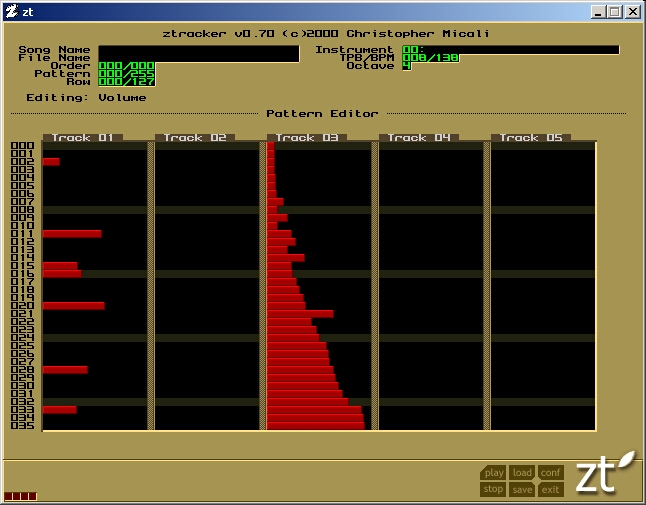 zt
ztracker v0.70 (c)2000 Christopher Micali
Song Name Instrument 00:
File Name TPB/BPM 008/138
Order 000/000 Octave 4
Pattern 000/255
Row 000/127
Editing: Volume
Pattern Editor
Track 01 Track 02 Track 03 Track 04 Track 05
000
001
002
003
004
005
006
007
008
009
010
011
012
013
014
015
016
017
018
019
020
021
022
023
024
025
026
027
028
029
030
031
032
033
034
035
play load conf
stop save exit
zt